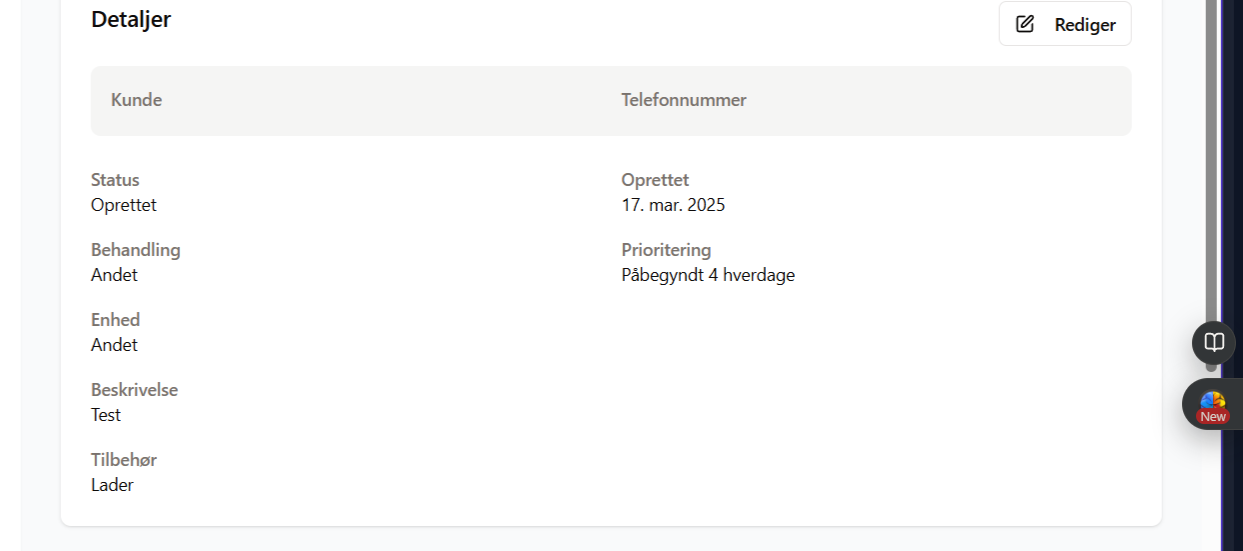 Detaljer
Rediger
Kunde
Telefonnummer
Status
Oprettet
Oprettet
17. mar. 2025
Behandling
Andet
Prioritering
Påbegyndt 4 hverdage
Enhed
Andet
Beskrivelse
Test
Tilbehør
Lader
New